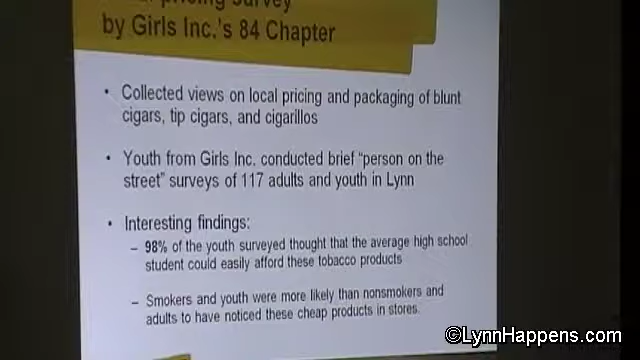 pricing survey
by Girls Inc.'s 84 Chapter
• Collected views on local pricing and packaging of blunt
cigars, tip cigars, and cigarillos
• Youth from Girls Inc. conducted brief "person on the
street" surveys of 117 adults and youth in Lynn
• Interesting findings:
– 98% of the youth surveyed thought that the average high school
student could easily afford these tobacco products
– Smokers and youth were more likely than nonsmokers and
adults to have noticed these cheap products in stores.
©LynnHappens.com